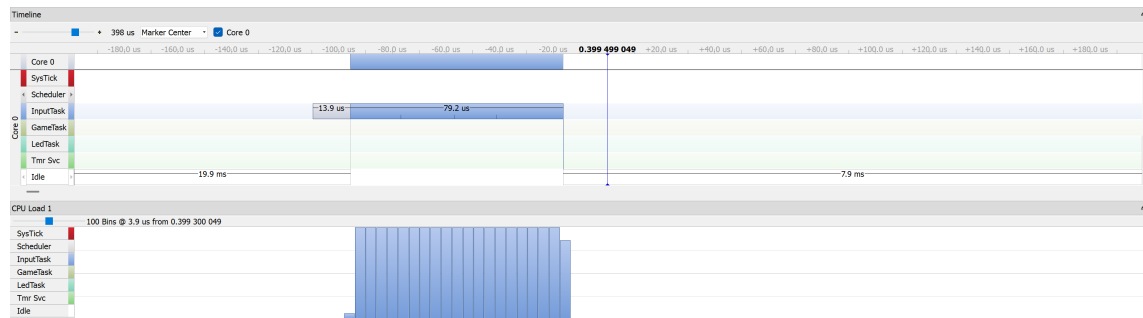 Timeline
- + 398 us Marker Center Core 0
-180,0 us -160,0 us -140,0 us -120,0 us -100,0 us -80,0 us -60,0 us -40,0 us -20,0 us 0.399 499 049 +20,0 us +40,0 us +60,0 us +80,0 us +100,0 us +120,0 us +140,0 us +160,0 us +180,0 us
Core 0
Core 0
SysTick
Scheduler
InputTask 13.9 us 79.2 us
GameTask
LedTask
Tmr Svc
Idle 19.9 ms 7.9 ms
CPU Load 1
100 Bins @ 3.9 us from 0.399 300 049
SysTick
Scheduler
InputTask
GameTask
LedTask
Tmr Svc
Idle